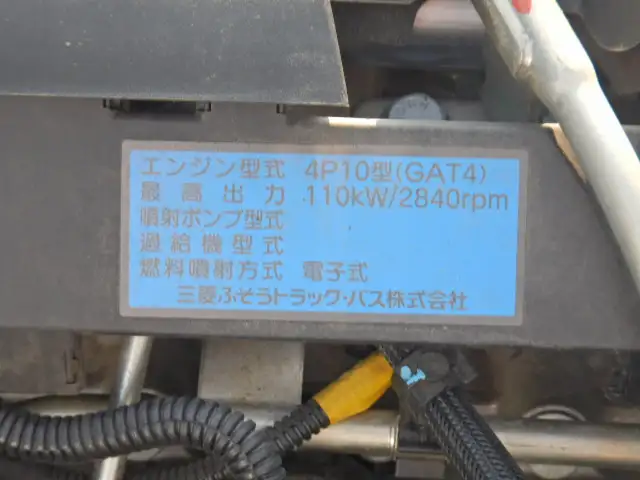 エンジン型式 4P10型(GAT4)
最高出力 110kW/2840rpm
噴射ポンプ型式
過給機型式
燃料噴射方式 電子式
三菱ふそうトラック・バス株式会社